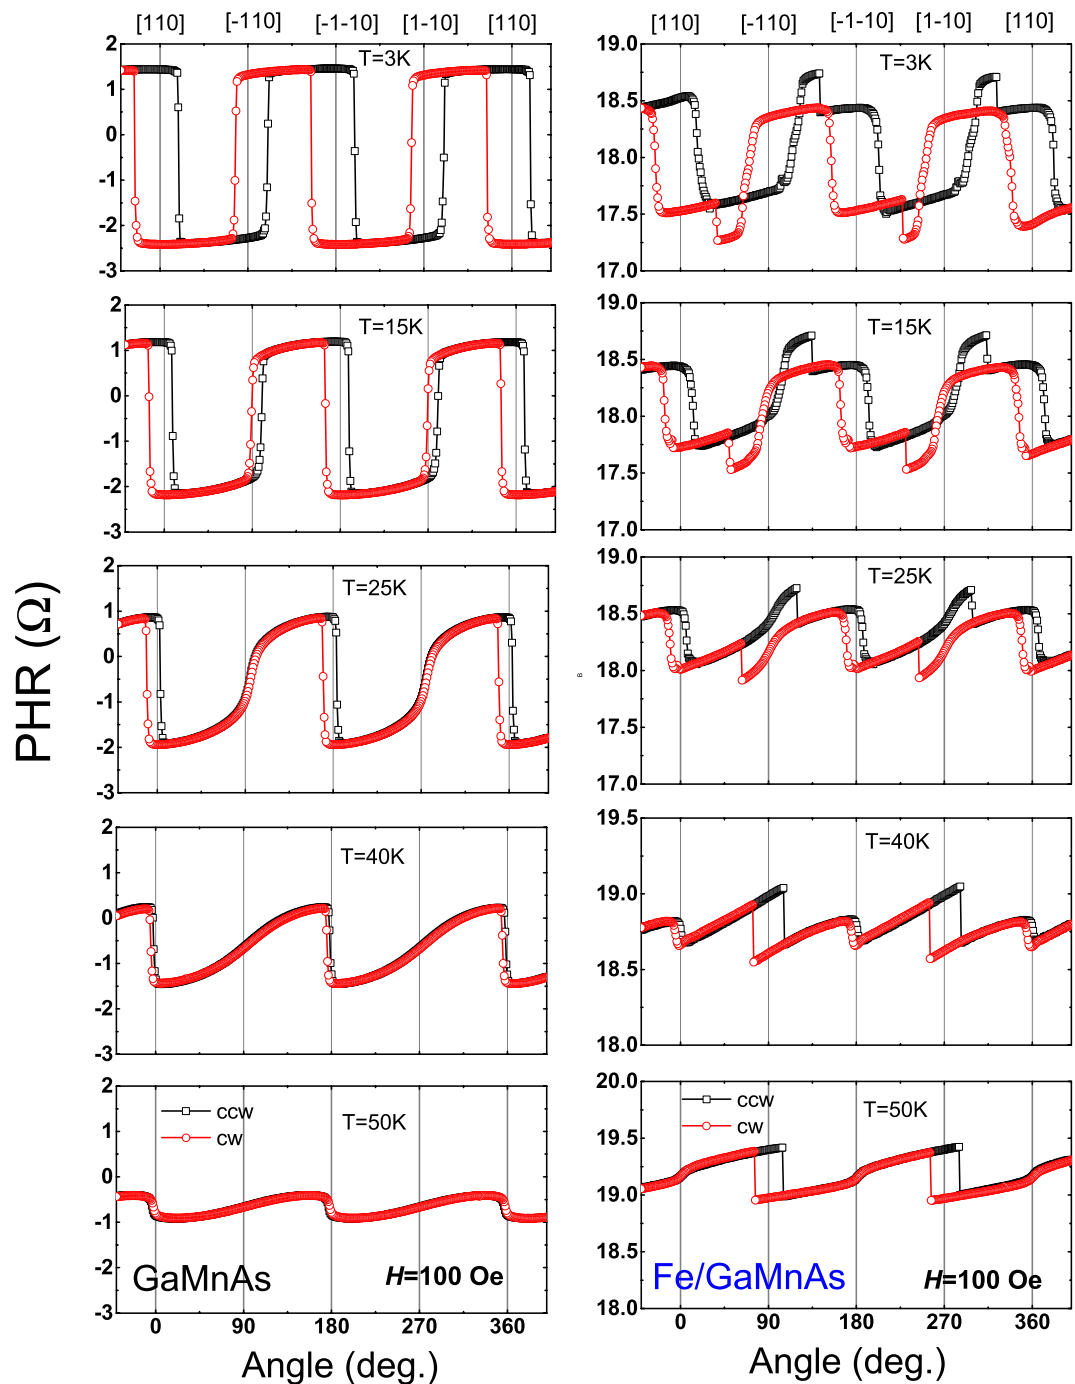 [110] [-110] [-1-10] [1-10] [110]
[110] [-110] [-1-10] [1-10] [110]
2
1
0
-1
-2
-3
T=3K
19.0
18.5
18.0
17.5
17.0
T=3K
2
1
0
-1
-2
-3
T=15K
19.0
18.5
18.0
17.5
17.0
T=15K
PHR (Ω)
2
1
0
-1
-2
-3
T=25K
B
19.0
18.5
18.0
17.5
17.0
T=25K
2
1
0
-1
-2
-3
T=40K
19.5
19.0
18.5
18.0
T=40K
2
1
0
-1
-2
-3
ccw
cw
T=50K
GaMnAs
H=100 Oe
0 90 180 270 360
Angle (deg.)
20.0
19.5
19.0
18.5
18.0
ccw
cw
T=50K
Fe/GaMnAs
H=100 Oe
0 90 180 270 360
Angle (deg.)